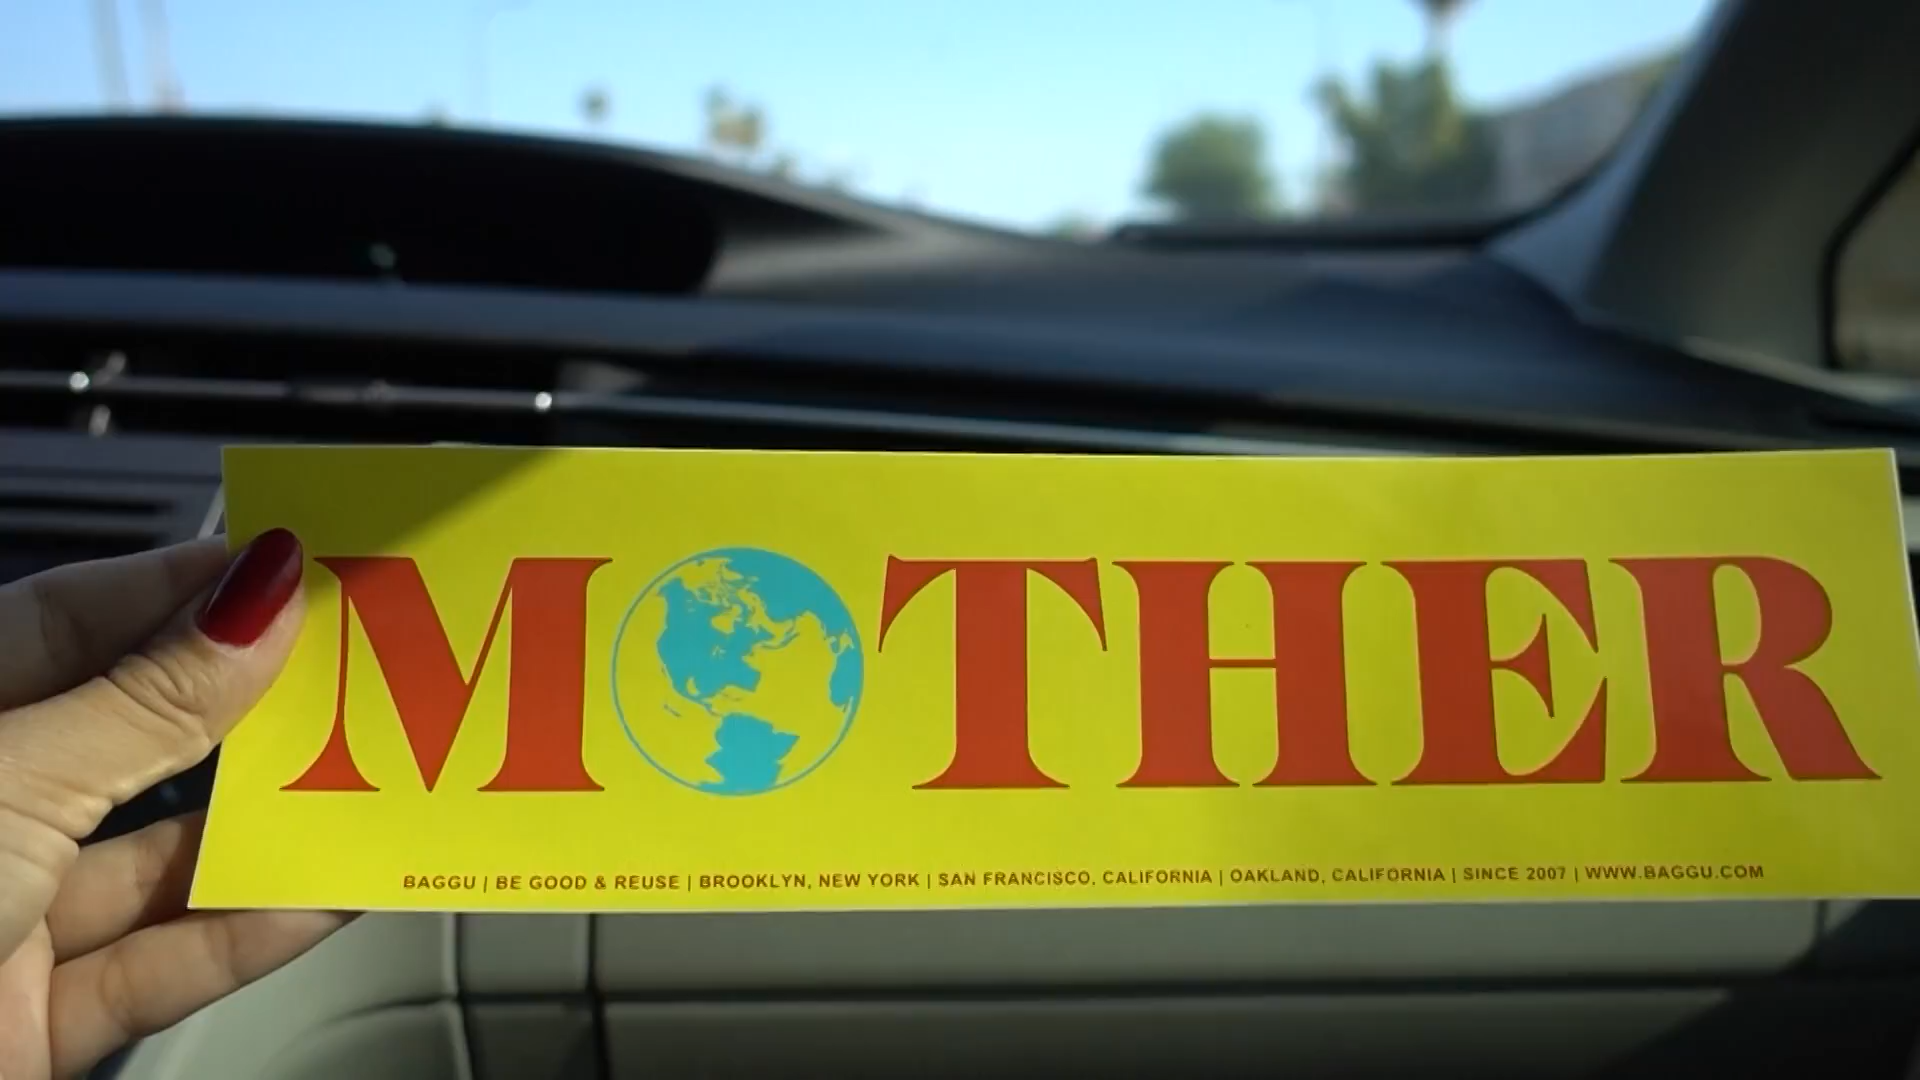 MOTHER
BAGGU | BE GOOD & REUSE | BROOKLYN, NEW YORK | SAN FRANCISCO, CALIFORNIA | OAKLAND, CALIFORNIA | SINCE 2007 | WWW.BAGGU.COM